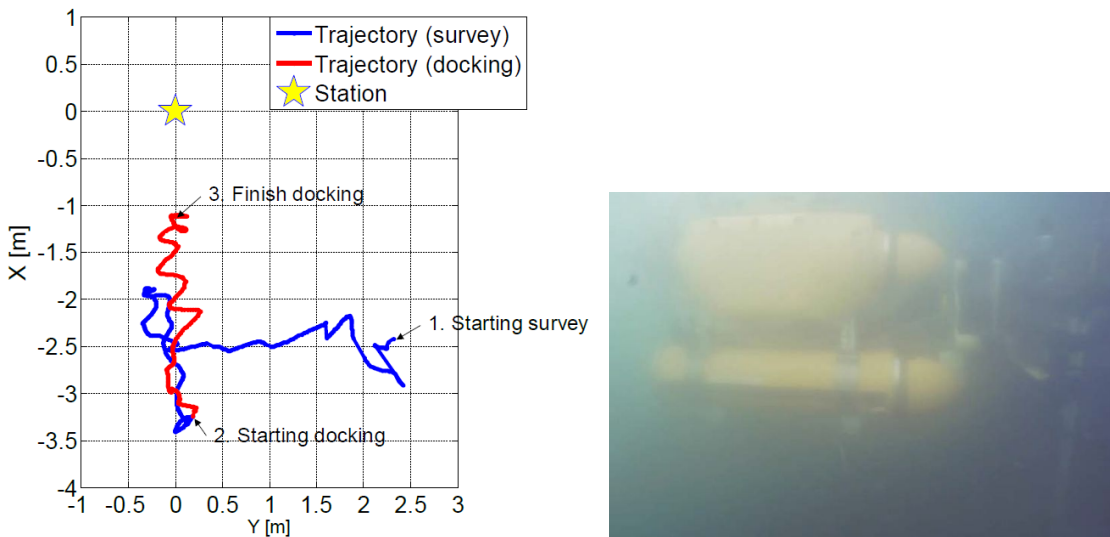 Trajectory (survey)
Trajectory (docking)
Station
1
0.5
0
-0.5
-1
-1.5
-2
-2.5
-3
-3.5
-4
X [m]
3. Finish docking
1. Starting survey
2. Starting docking
-1 -0.5 0 0.5 1 1.5 2 2.5 3
Y [m]